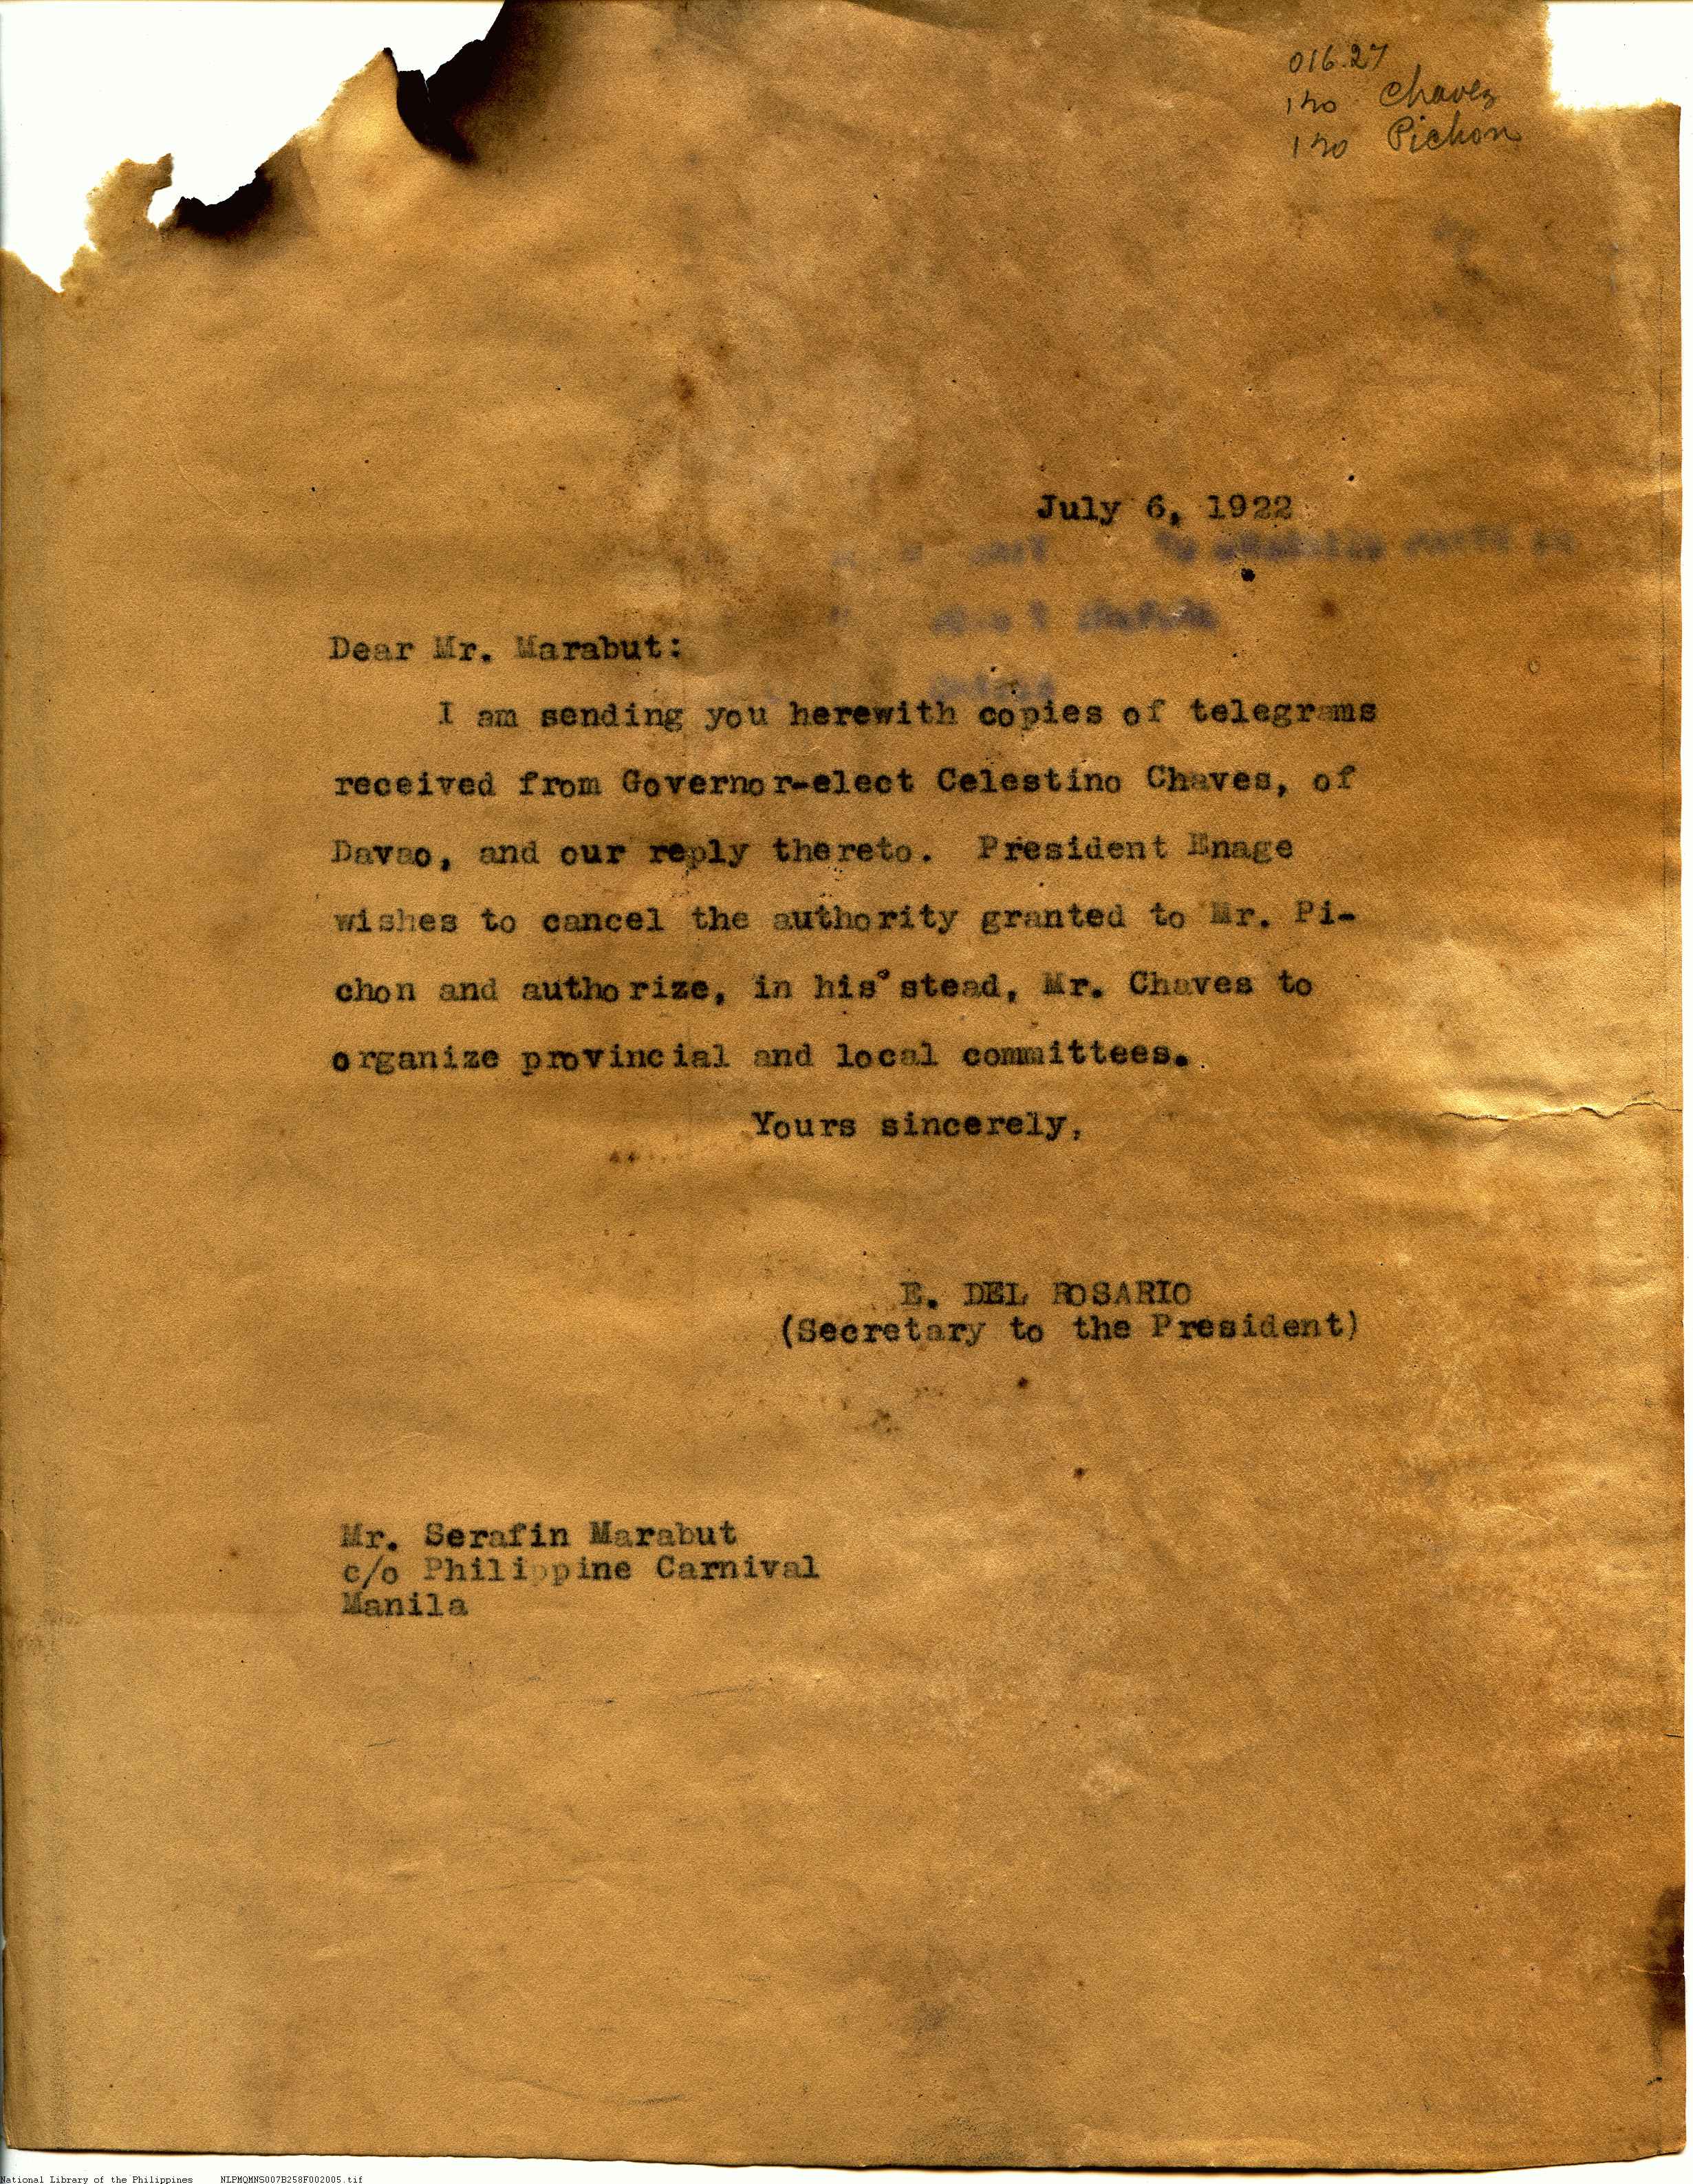 016.27
Chavez
Pichon
July 6, 1922
Dear Mr. Marabut:
I am sending you herewith copies of telegrams
received from Governor-elect Celestino Chaves, of
Davao, and our reply thereto. President Enage
wishes to cancel the authority granted to Mr. Pi-
chon and authorize, in his stead, Mr. Chaves to
organize provincial and local committees.
Yours sincerely,
E. DEL ROSARIO
(Secretary to the President)
Mr. Serafin Marabut
c/o Philippine Carnival
Manila
National Library of the Philippines NLPMQMNS007B258F002005.tif